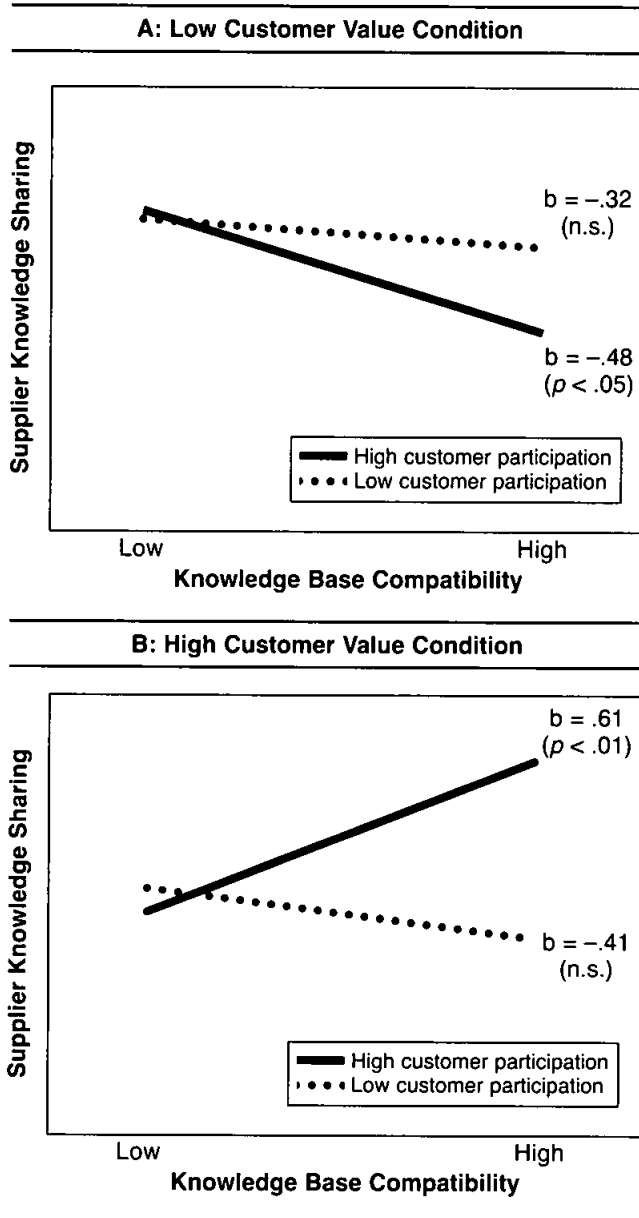 A: Low Customer Value Condition
Supplier Knowledge Sharing
b = –.32
(n.s.)
b = –.48
(p < .05)
High customer participation
Low customer participation
Low
High
Knowledge Base Compatibility
B: High Customer Value Condition
Supplier Knowledge Sharing
b = .61
(p < .01)
b = –.41
(n.s.)
High customer participation
Low customer participation
Low
High
Knowledge Base Compatibility